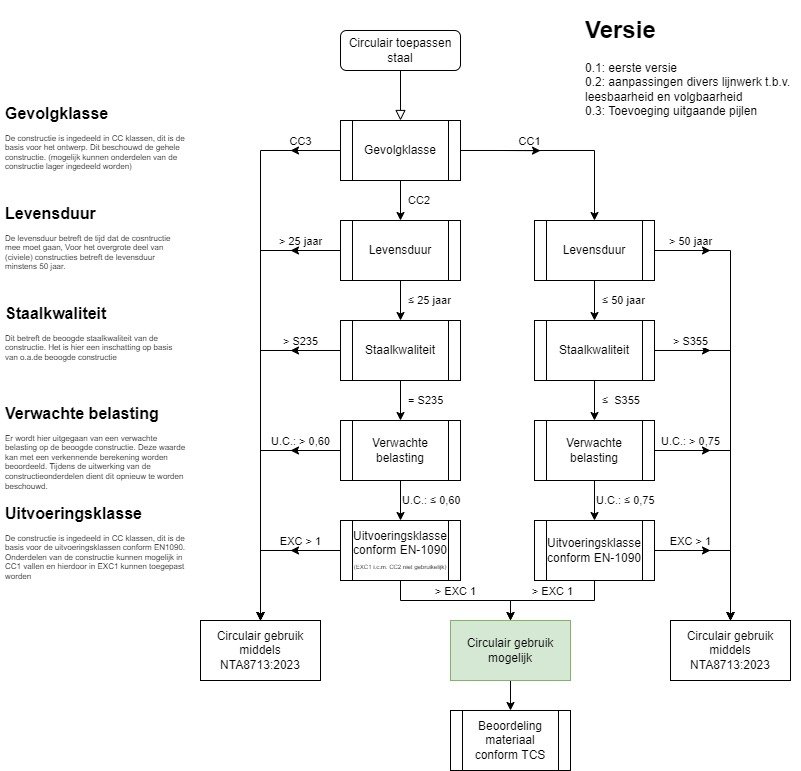 Versie
0.1: eerste versie
0.2: aanpassingen divers lijnwerk t.b.v.
leesbaarheid en volgbaarheid
0.3: Toevoeging uitgaande pijlen
Circulair toepassen
staal
Gevolgklasse
De constructie is ingedeeld in CC klassen, dit is de
basis voor het ontwerp. Dit beschouwd de gehele
constructie. (mogelijk kunnen onderdelen van de
constructie lager ingedeeld worden)
CC3
Gevolgklasse
CC1
CC2
Levensduur
De levensduur betreft de tijd dat de cosntructie
mee moet gaan, Voor het overgrote deel van
(civiele) constructies betreft de levensduur
minstens 50 jaar.
> 25 jaar
Levensduur
Levensduur
> 50 jaar
≤ 25 jaar
≤ 50 jaar
Staalkwaliteit
Dit betreft de beoogde staalkwaliteit van de
constructie. Het is hier een inschatting op basis
van o.a.de beoogde constructie
> S235
Staalkwaliteit
Staalkwaliteit
> S355
= S235
≤ S355
Verwachte belasting
Er wordt hier uitgegaan van een verwachte
belasting op de beoogde constructie. Deze waarde
kan met een verkennende berekening worden
beoordeeld. Tijdens de uitwerking van de
constructieonderdelen dient dit opnieuw te worden
beschouwd.
U.C.: > 0,60
Verwachte
belasting
Verwachte
belasting
U.C.: > 0,75
U.C.: ≤ 0,60
U.C.: ≤ 0,75
Uitvoeringsklasse
De constructie is ingedeeld in CC klassen, dit is de
basis voor de uitvoeringsklassen conform EN1090.
Onderdelen van de constructie kunnen mogelijk in
CC1 vallen en hierdoor in EXC1 kunnen toegepast
worden
EXC > 1
Uitvoeringsklasse
conform EN-1090
(EXC1 i.c.m. CC2 niet gebruikelijk)
Uitvoeringsklasse
conform EN-1090
EXC > 1
> EXC 1
> EXC 1
Circulair gebruik
middels
NTA8713:2023
Circulair gebruik
mogelijk
Circulair gebruik
middels
NTA8713:2023
Beoordeling
materiaal
conform TCS